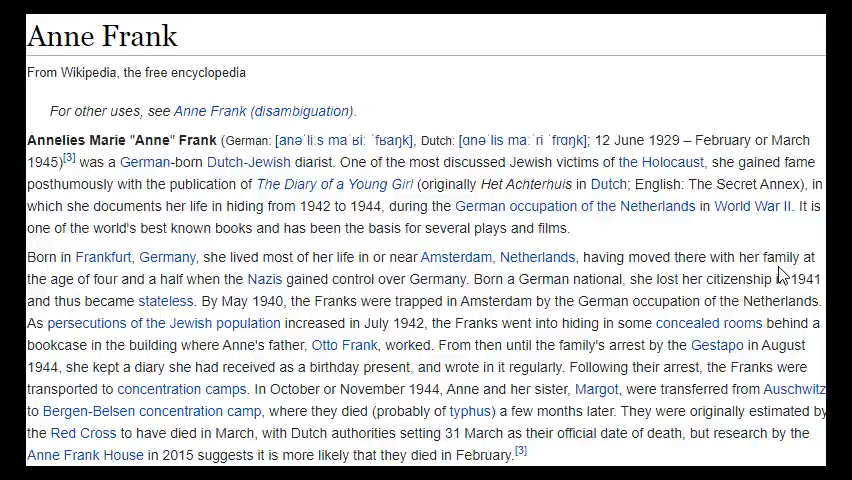 Anne Frank
From Wikipedia, the free encyclopedia
For other uses, see Anne Frank (disambiguation).
Annelies Marie "Anne" Frank (German: [anəˈliːs maˈʁiː ˈfʁaŋk], Dutch: [ɑnəˈlis maːˈri ˈfrɑŋk]; 12 June 1929 – February or March
1945)[3] was a German-born Dutch-Jewish diarist. One of the most discussed Jewish victims of the Holocaust, she gained fame
posthumously with the publication of The Diary of a Young Girl (originally Het Achterhuis in Dutch; English: The Secret Annex), in
which she documents her life in hiding from 1942 to 1944, during the German occupation of the Netherlands in World War II. It is
one of the world's best known books and has been the basis for several plays and films.
Born in Frankfurt, Germany, she lived most of her life in or near Amsterdam, Netherlands, having moved there with her family at
the age of four and a half when the Nazis gained control over Germany. Born a German national, she lost her citizenship in 1941
and thus became stateless. By May 1940, the Franks were trapped in Amsterdam by the German occupation of the Netherlands.
As persecutions of the Jewish population increased in July 1942, the Franks went into hiding in some concealed rooms behind a
bookcase in the building where Anne's father, Otto Frank, worked. From then until the family's arrest by the Gestapo in August
1944, she kept a diary she had received as a birthday present, and wrote in it regularly. Following their arrest, the Franks were
transported to concentration camps. In October or November 1944, Anne and her sister, Margot, were transferred from Auschwitz
to Bergen-Belsen concentration camp, where they died (probably of typhus) a few months later. They were originally estimated by
the Red Cross to have died in March, with Dutch authorities setting 31 March as their official date of death, but research by the
Anne Frank House in 2015 suggests it is more likely that they died in February.[3]